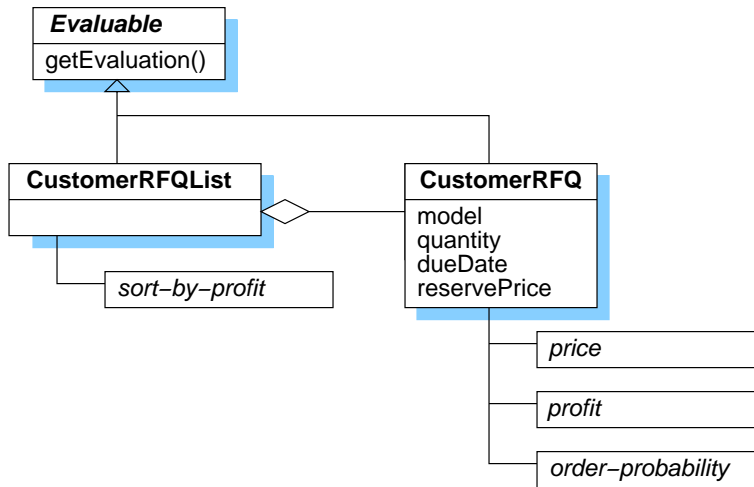 Evaluable
getEvaluation()
CustomerRFQList
CustomerRFQ
model
quantity
dueDate
reservePrice
sort−by−profit
price
profit
order−probability